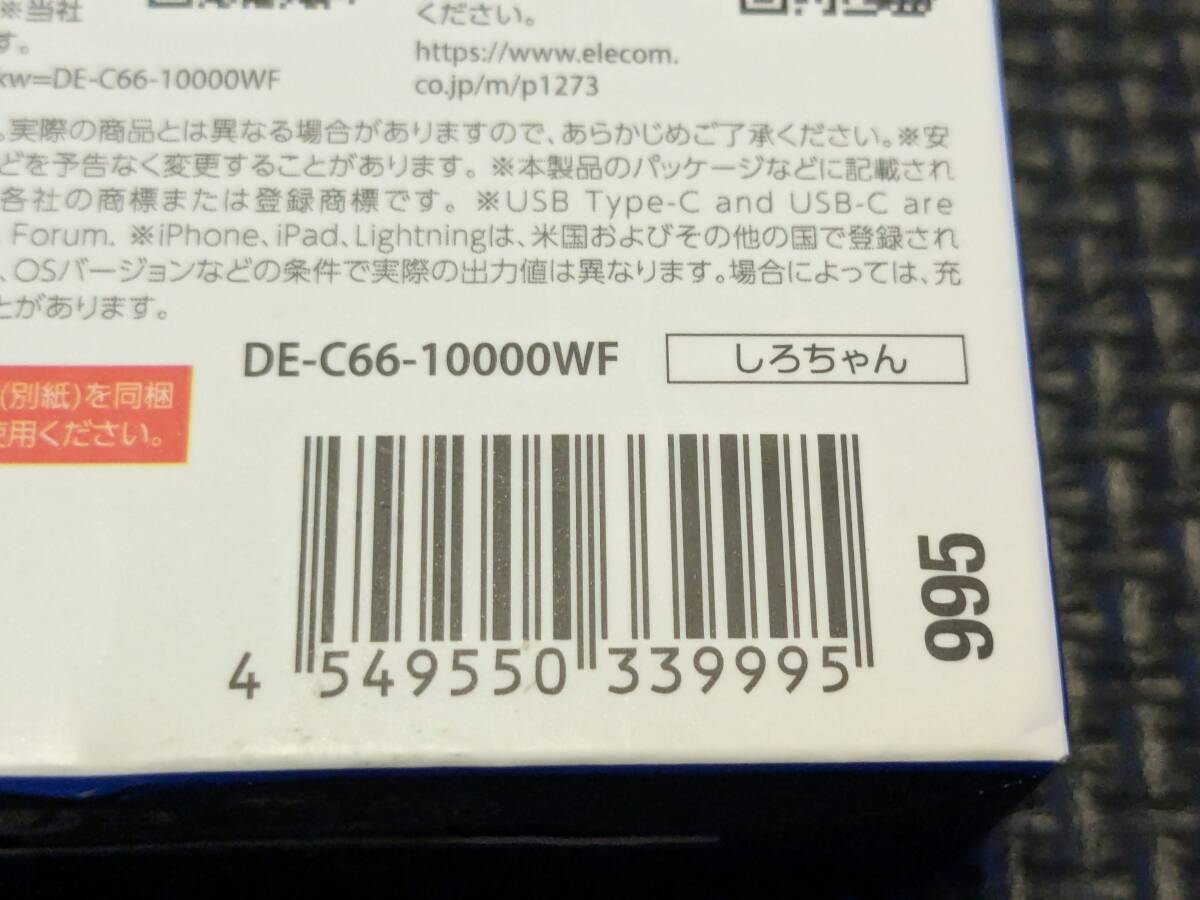 ※当社
す。
kw=DE-C66-10000WF
ください。
https://www.elecom.
co.jp/m/p1273
。実際の商品とは異なる場合がありますので、あらかじめご了承ください。※安
どを予告なく変更することがあります。※本製品のパッケージなどに記載され
各社の商標または登録商標です。※USB Type-C and USB-C are
Forum. ※iPhone、iPad、Lightningは、米国およびその他の国で登録され
、OSバージョンなどの条件で実際の出力値は異なります。場合によっては、充
とがあります。
DE-C66-10000WF
しろちゃん
(別紙)を同梱
使用ください。
4 549550 339995
995